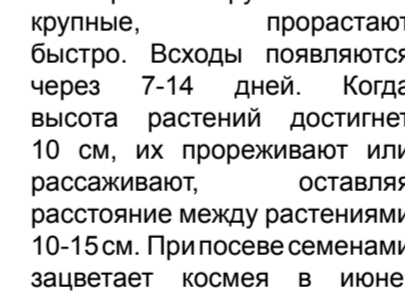 крупные, прорастают
быстро. Всходы появляются
через 7-14 дней. Когда
высота растений достигнет
10 см, их прореживают или
рассаживают, оставляя
расстояние между растениями
10-15 см. При посеве семенами
зацветает космея в июне